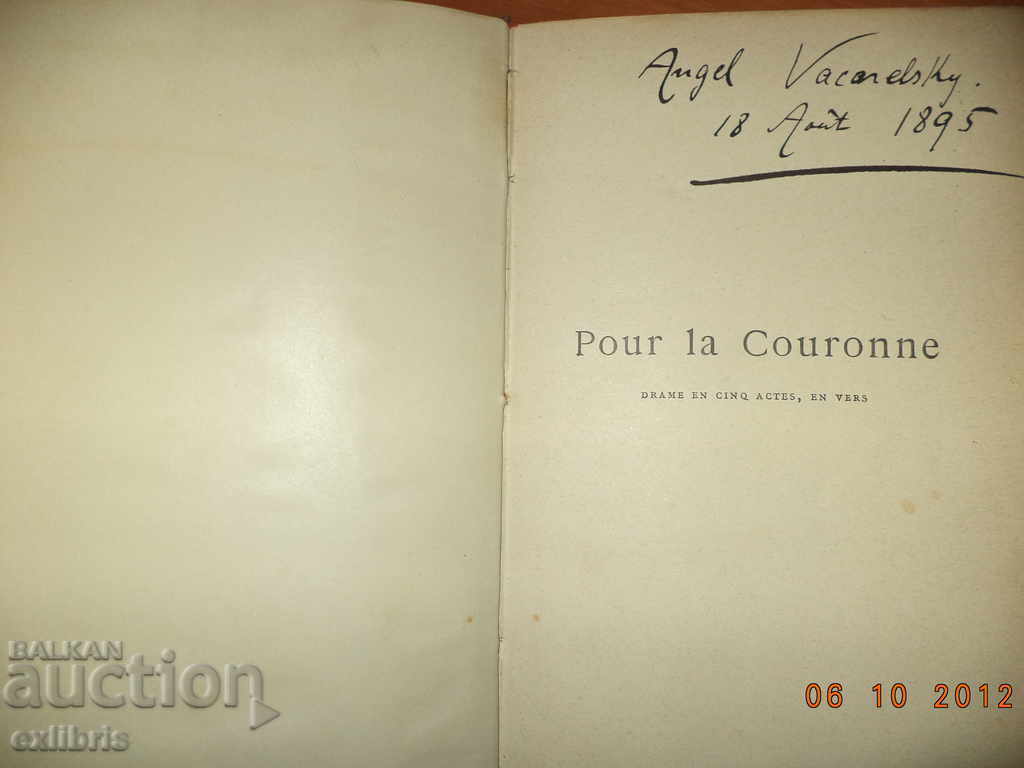 Angel Vacarelsky.
18 Août 1895
Pour la Couronne
DRAME EN CINQ ACTES, EN VERS
BALKAN
auction
exlibris
06 10 2012